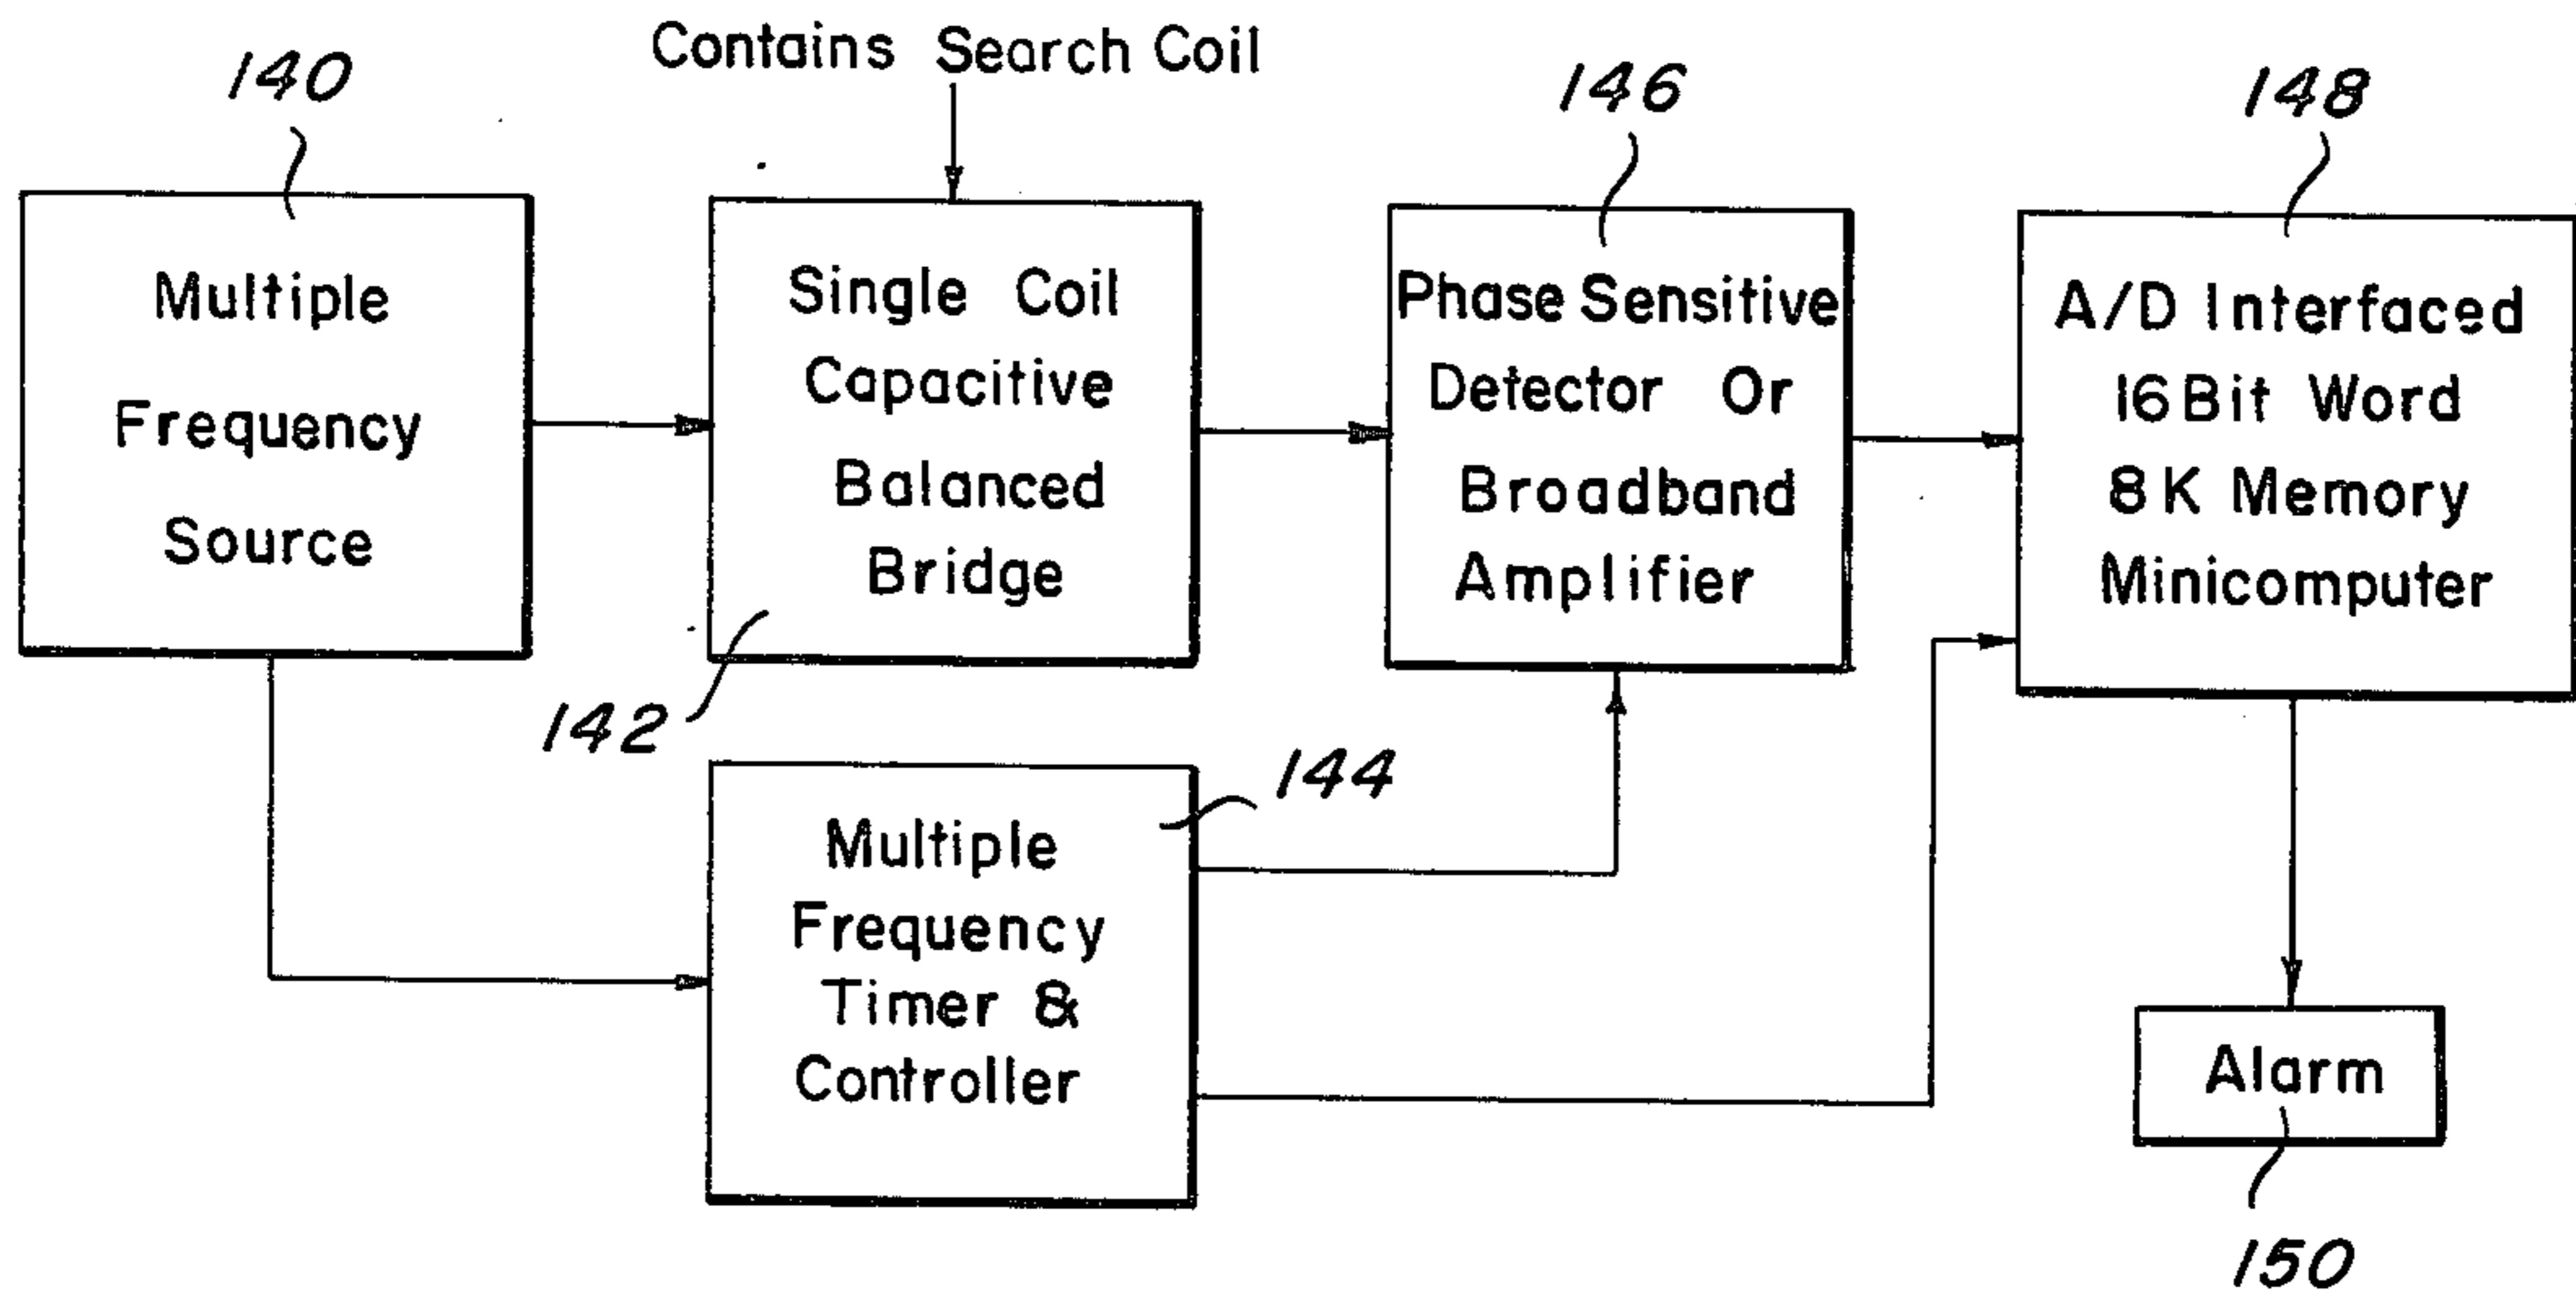 Contains Search Coil
140
146
148
Multiple
Frequency
Source
Single Coil
Capacitive
Balanced
Bridge
142
Phase Sensitive
Detector Or
Broadband
Amplifier
A/D Interfaced
16 Bit Word
8K Memory
Minicomputer
144
Multiple
Frequency
Timer &
Controller
Alarm
150